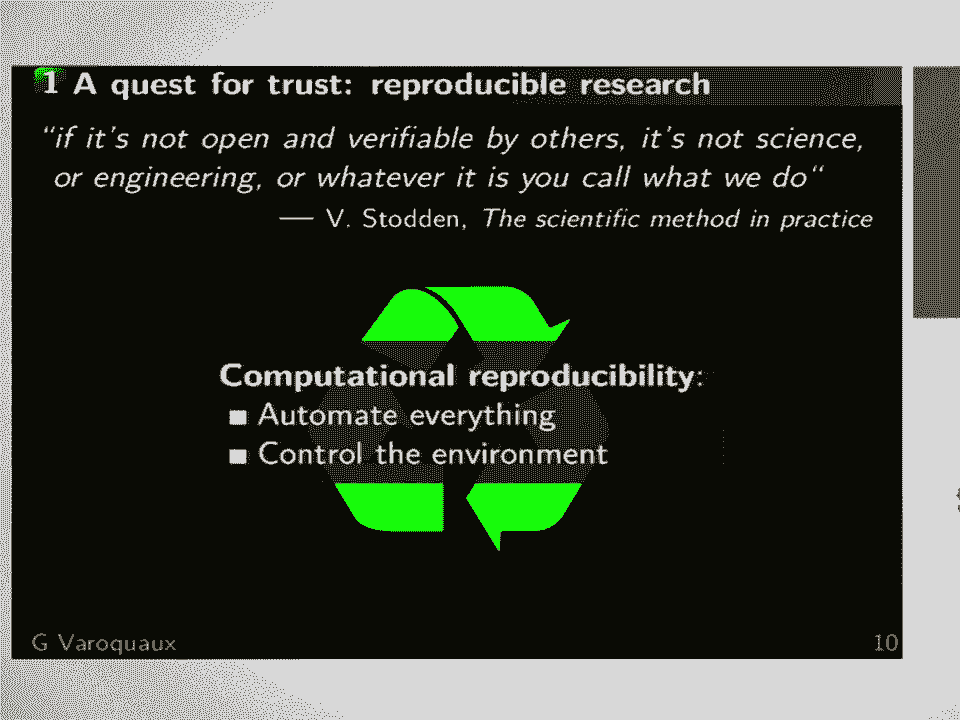 1 A quest for trust: reproducible research
“if it's not open and verifiable by others, it's not science,
or engineering, or whatever it is you call what we do“
— V. Stodden, The scientific method in practice
Computational reproducibility:
■ Automate everything
■ Control the environment
G Varoquaux
10